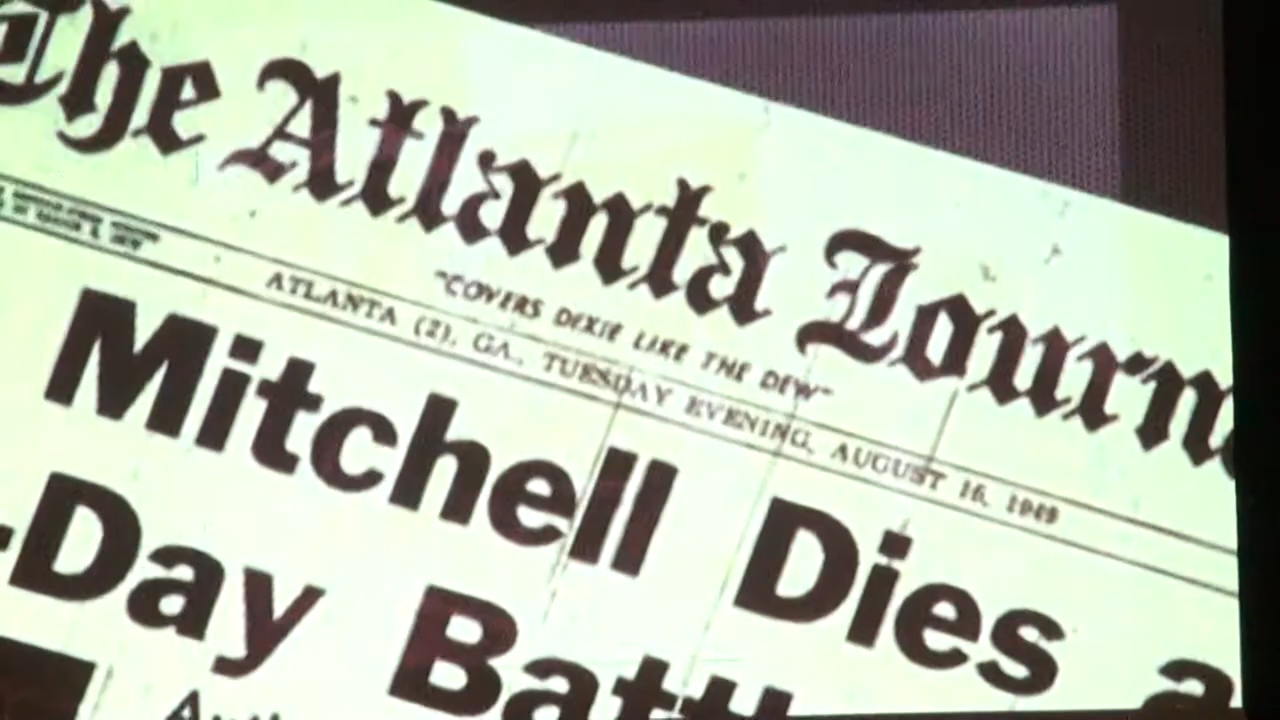 The Atlanta Journ
"COVERS DIXIE LIKE THE DEW"
ATLANTA (2), GA., TUESDAY EVENING, AUGUST 16, 1949
Mitchell Dies a
-Day Batt